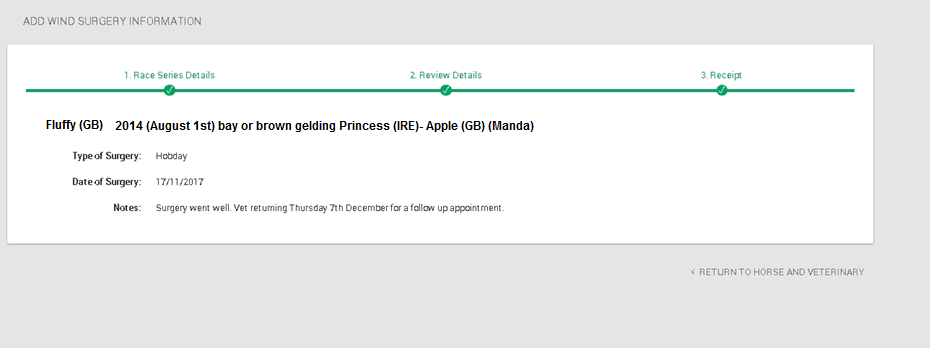 ADD WIND SURGERY INFORMATION
1. Race Series Details 2. Review Details 3. Receipt
Fluffy (GB) 2014 (August 1st) bay or brown gelding Princess (IRE)- Apple (GB) (Manda)
Type of Surgery: Hobday
Date of Surgery: 17/11/2017
Notes: Surgery went well. Vet returning Thursday 7th December for a follow up appointment.
< RETURN TO HORSE AND VETERINARY